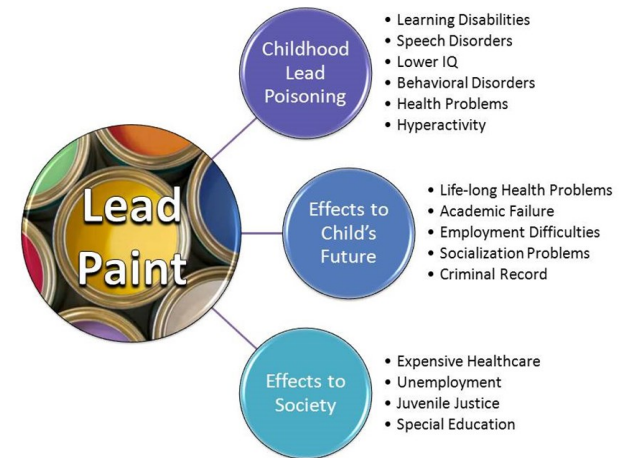 Lead
Paint
Childhood
Lead
Poisoning
• Learning Disabilities
• Speech Disorders
• Lower IQ
• Behavioral Disorders
• Health Problems
• Hyperactivity
Effects to
Child's
Future
• Life-long Health Problems
• Academic Failure
• Employment Difficulties
• Socialization Problems
• Criminal Record
Effects to
Society
• Expensive Healthcare
• Unemployment
• Juvenile Justice
• Special Education